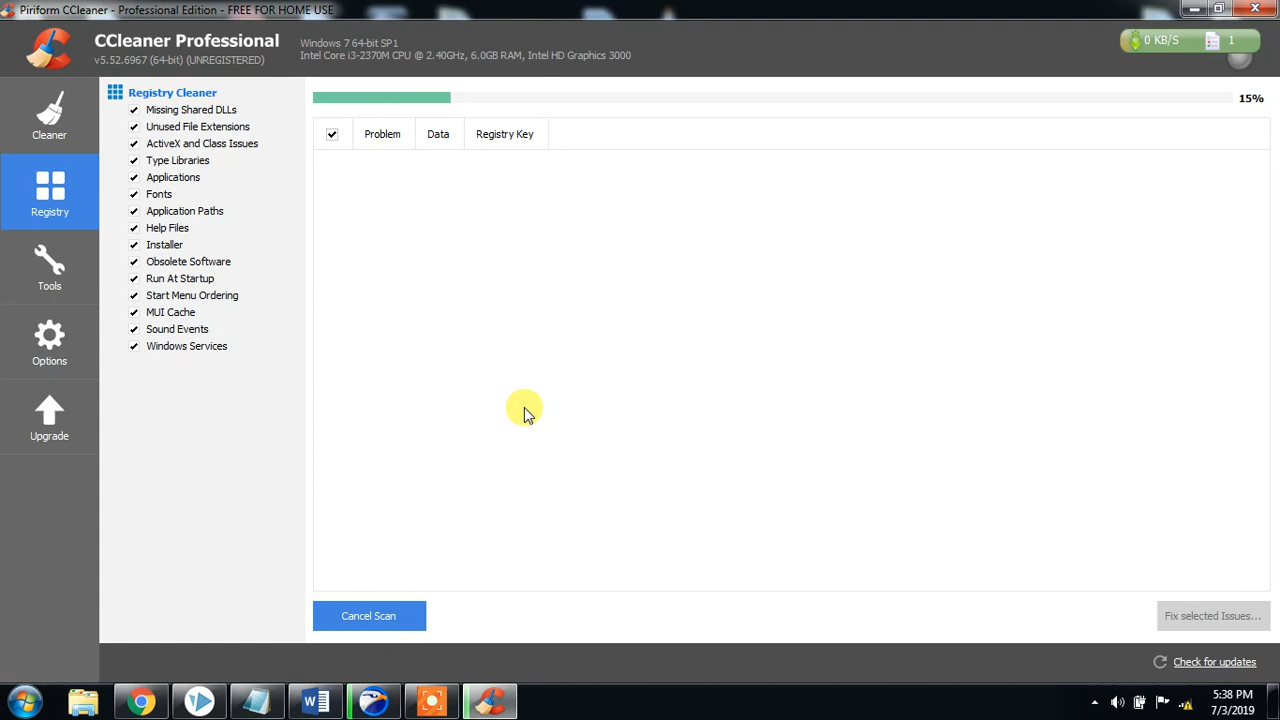 Piriform CCleaner - Professional Edition - FREE FOR HOME USE
CCleaner Professional
v5.52.6967 (64-bit) (UNREGISTERED)
Windows 7 64-bit SP1
Intel Core i3-2370M CPU @ 2.40GHz, 6.0GB RAM, Intel HD Graphics 3000
0 KB/S
1
Cleaner
Registry
Tools
Options
Upgrade
Registry Cleaner
Missing Shared DLLs
Unused File Extensions
ActiveX and Class Issues
Type Libraries
Applications
Fonts
Application Paths
Help Files
Installer
Obsolete Software
Run At Startup
Start Menu Ordering
MUI Cache
Sound Events
Windows Services
15%
Problem Data Registry Key
Cancel Scan
Fix selected Issues...
Check for updates
5:38 PM
7/3/2019